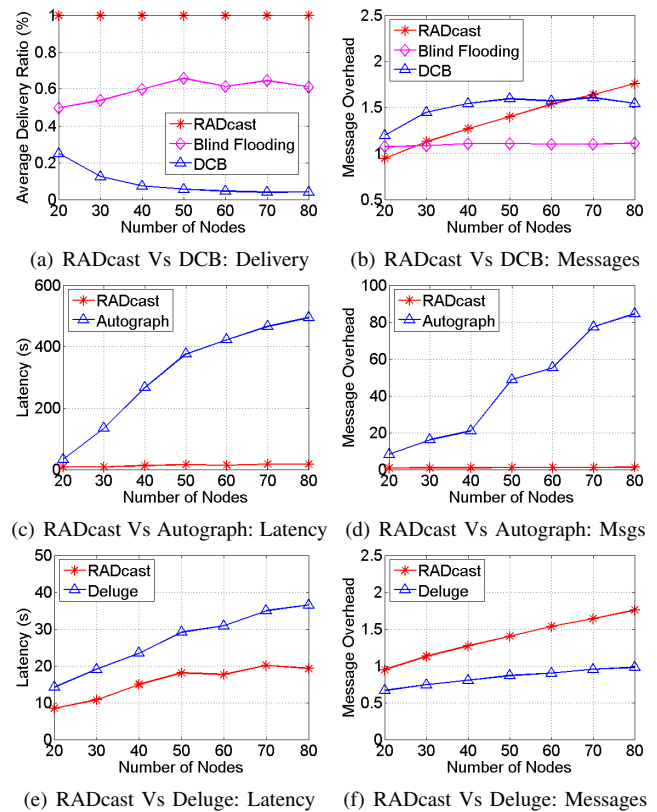 Average Delivery Ratio (%)
1
0.8
0.6
0.4
0.2
0
RADcast
Blind Flooding
DCB
20 30 40 50 60 70 80
Number of Nodes
(a) RADcast Vs DCB: Delivery
Message Overhead
2.5
2
1.5
1
0.5
RADcast
Blind Flooding
DCB
20 30 40 50 60 70 80
Number of Nodes
(b) RADcast Vs DCB: Messages
Latency (s)
600
400
200
0
RADcast
Autograph
20 30 40 50 60 70 80
Number of Nodes
(c) RADcast Vs Autograph: Latency
Message Overhead
100
80
60
40
20
0
RADcast
Autograph
20 30 40 50 60 70 80
Number of Nodes
(d) RADcast Vs Autograph: Msgs
Latency (s)
50
40
30
20
10
0
RADcast
Deluge
20 30 40 50 60 70 80
Number of Nodes
(e) RADcast Vs Deluge: Latency
Message Overhead
2.5
2
1.5
1
0.5
0
RADcast
Deluge
20 30 40 50 60 70 80
Number of Nodes
(f) RADcast Vs Deluge: Messages